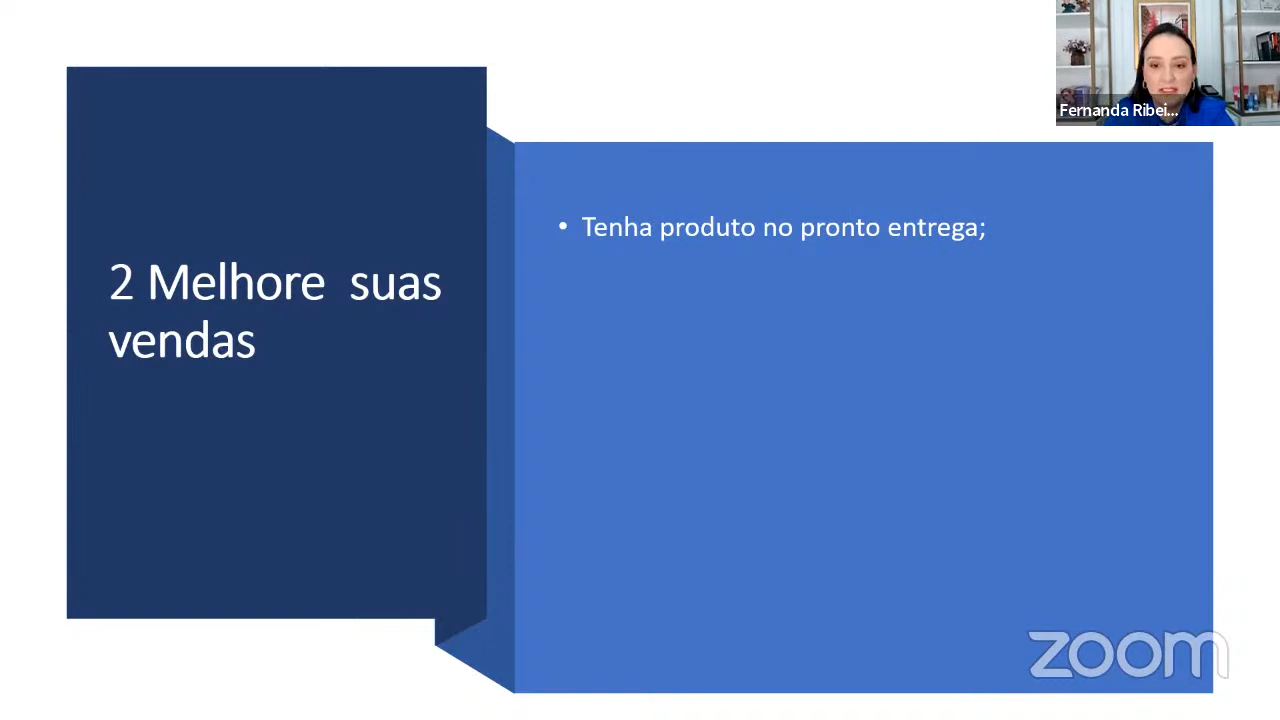 Fernanda Ribei...
2 Melhore suas
vendas
• Tenha produto no pronto entrega;
zoom